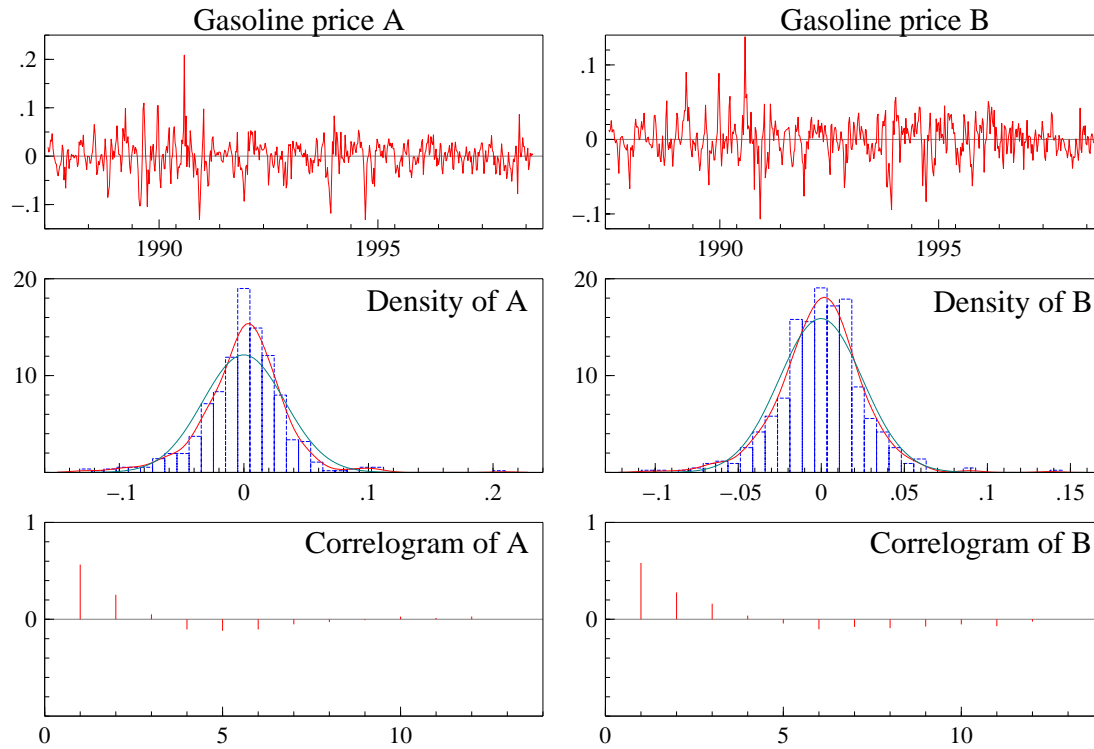 Gasoline price A
.2
.1
0
−.1
1990 1995
Gasoline price B
.1
0
−.1
1990 1995
Density of A
20
10
−.1 0 .1 .2
Density of B
20
10
−.1 −.05 0 .05 .1 .15
Correlogram of A
1
0
0 5 10
Correlogram of B
1
0
0 5 10